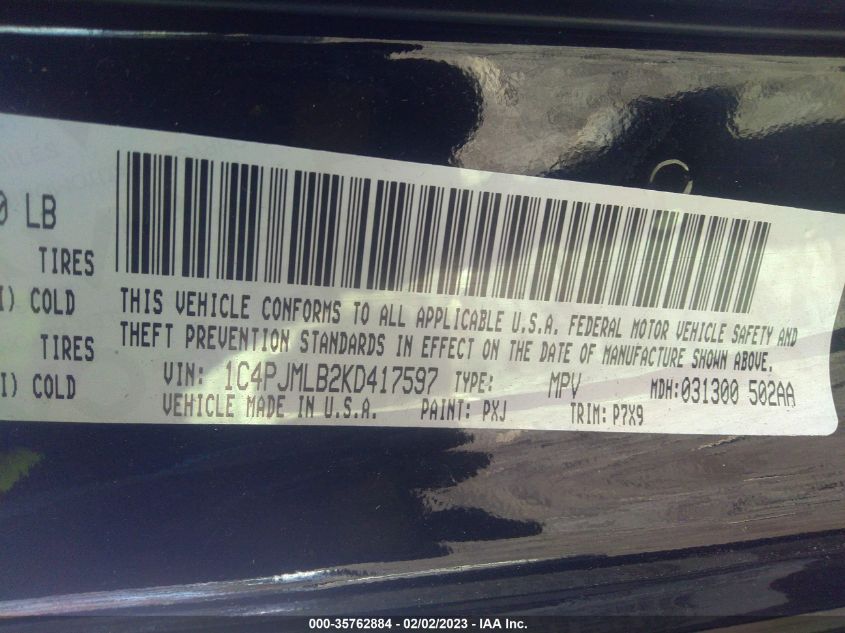 0 LB
TIRES
I) COLD
TIRES
I) COLD
THIS VEHICLE CONFORMS TO ALL APPLICABLE U.S.A. FEDERAL MOTOR VEHICLE SAFETY AND
THEFT PREVENTION STANDARDS IN EFFECT ON THE DATE OF MANUFACTURE SHOWN ABOVE.
VIN: 1C4PJMLB2KD417597 TYPE: MPV MDH:031300 502AA
VEHICLE MADE IN U.S.A. PAINT: PXJ TRIM: P7X9
000-35762884 — 02/02/2023 — IAA Inc.